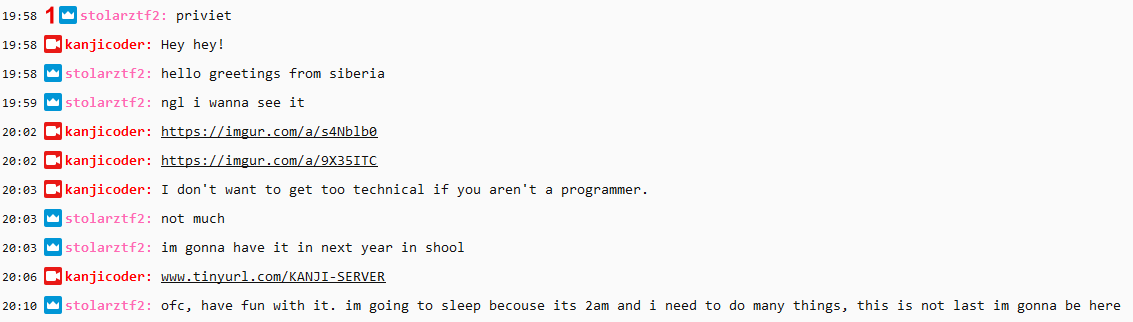 19:58 1 stolarztf2: priviet
19:58 kanjicoder: Hey hey!
19:58 stolarztf2: hello greetings from siberia
19:59 stolarztf2: ngl i wanna see it
20:02 kanjicoder: https://imgur.com/a/s4Nblb0
20:02 kanjicoder: https://imgur.com/a/9X35ITC
20:03 kanjicoder: I don't want to get too technical if you aren't a programmer.
20:03 stolarztf2: not much
20:03 stolarztf2: im gonna have it in next year in shool
20:06 kanjicoder: www.tinyurl.com/KANJI-SERVER
20:10 stolarztf2: ofc, have fun with it. im going to sleep becouse its 2am and i need to do many things, this is not last im gonna be here